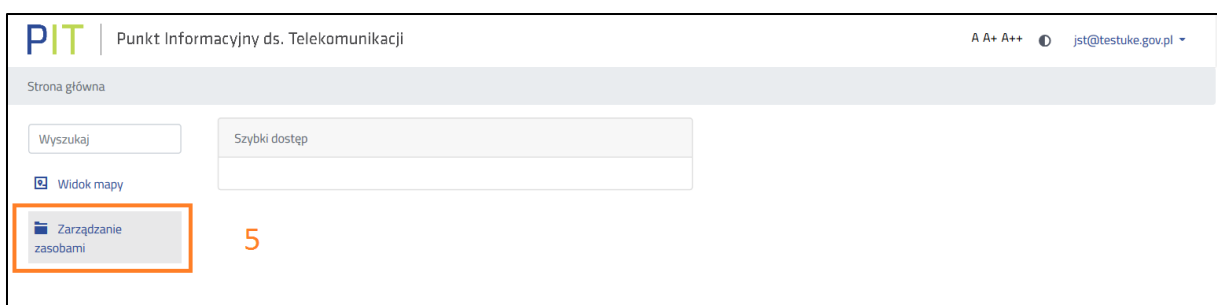 PIT Punkt Informacyjny ds. Telekomunikacji A A+ A++ jst@testuke.gov.pl
Strona główna
Wyszukaj
Szybki dostęp
Widok mapy
Zarządzanie
zasobami
5